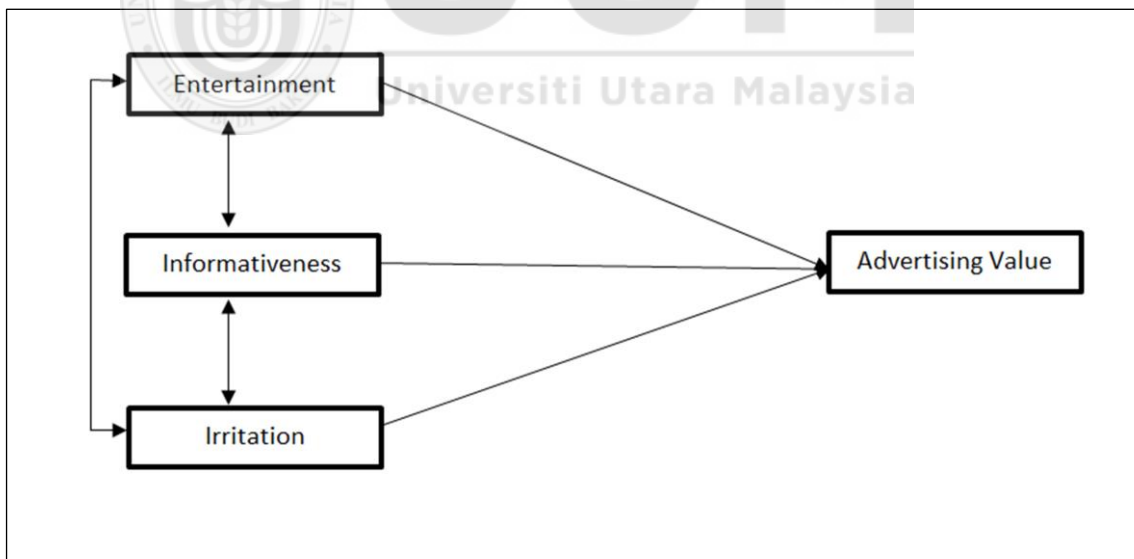 Universiti Utara Malaysia
Entertainment
Informativeness
Advertising Value
Irritation